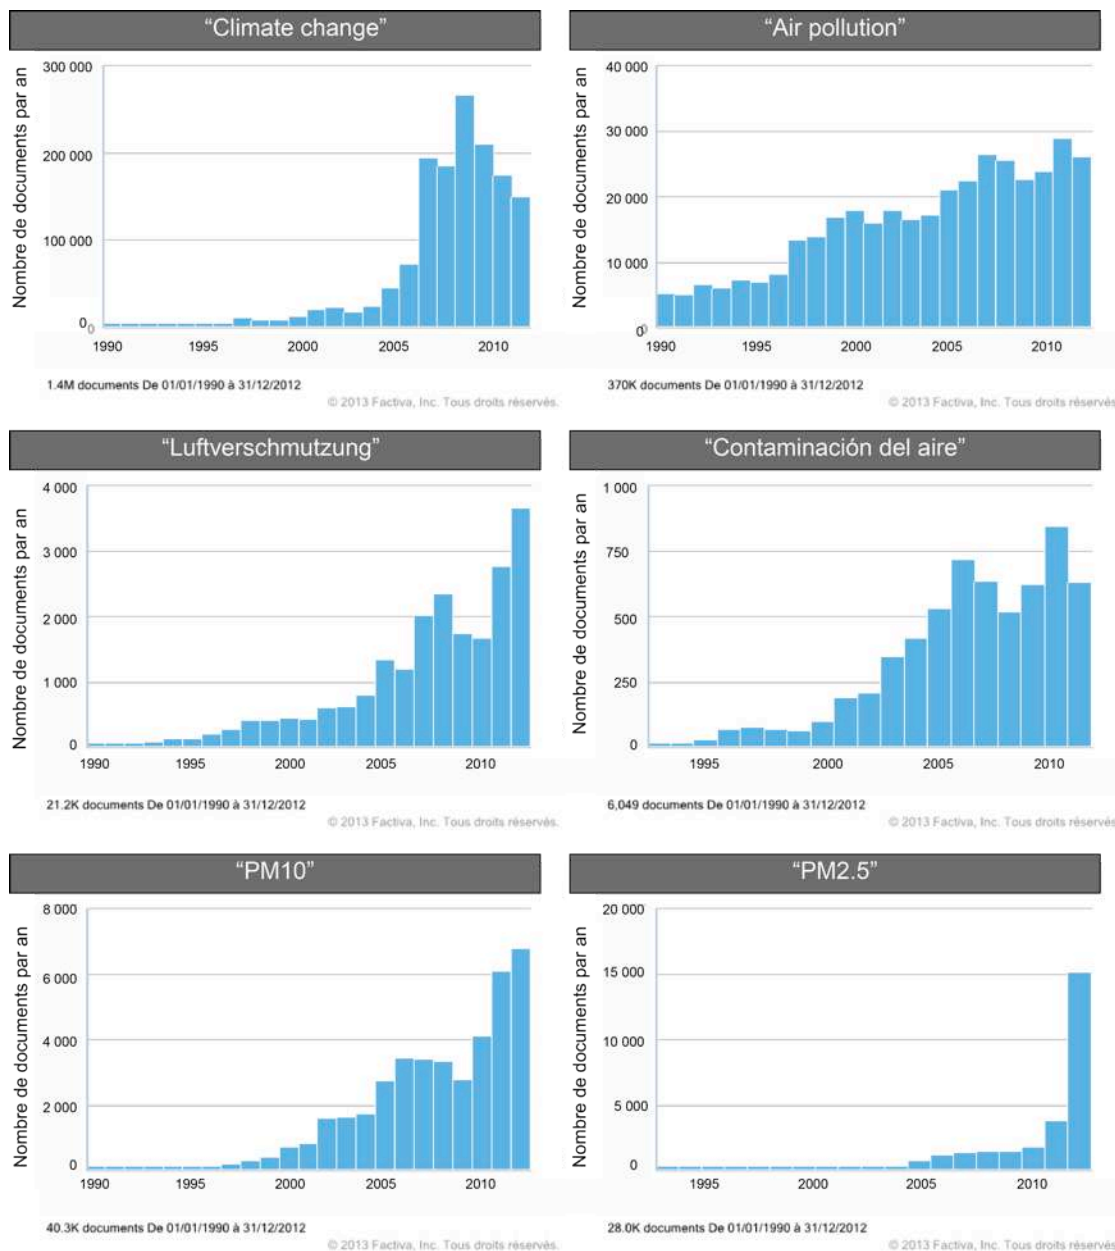 “Climate change”
Nombre de documents par an
300 000
200 000
100 000
0
0
1990 1995 2000 2005 2010
1.4M documents De 01/01/1990 à 31/12/2012
© 2013 Factiva, Inc. Tous droits réservés.
“Air pollution”
Nombre de documents par an
40 000
30 000
20 000
10 000
0
0
1990 1995 2000 2005 2010
370K documents De 01/01/1990 à 31/12/2012
© 2013 Factiva, Inc. Tous droits réservés.
“Luftverschmutzung”
Nombre de documents par an
4 000
3 000
2 000
1 000
0
1990 1995 2000 2005 2010
21.2K documents De 01/01/1990 à 31/12/2012
© 2013 Factiva, Inc. Tous droits réservés.
“Contaminación del aire”
Nombre de documents par an
1 000
750
500
250
0
1995 2000 2005 2010
6,049 documents De 01/01/1990 à 31/12/2012
© 2013 Factiva, Inc. Tous droits réservés.
“PM10”
Nombre de documents par an
8 000
6 000
4 000
2 000
0
1990 1995 2000 2005 2010
40.3K documents De 01/01/1990 à 31/12/2012
© 2013 Factiva, Inc. Tous droits réservés.
“PM2.5”
Nombre de documents par an
20 000
15 000
10 000
5 000
0
1995 2000 2005 2010
28.0K documents De 01/01/1990 à 31/12/2012
© 2013 Factiva, Inc. Tous droits réservés.